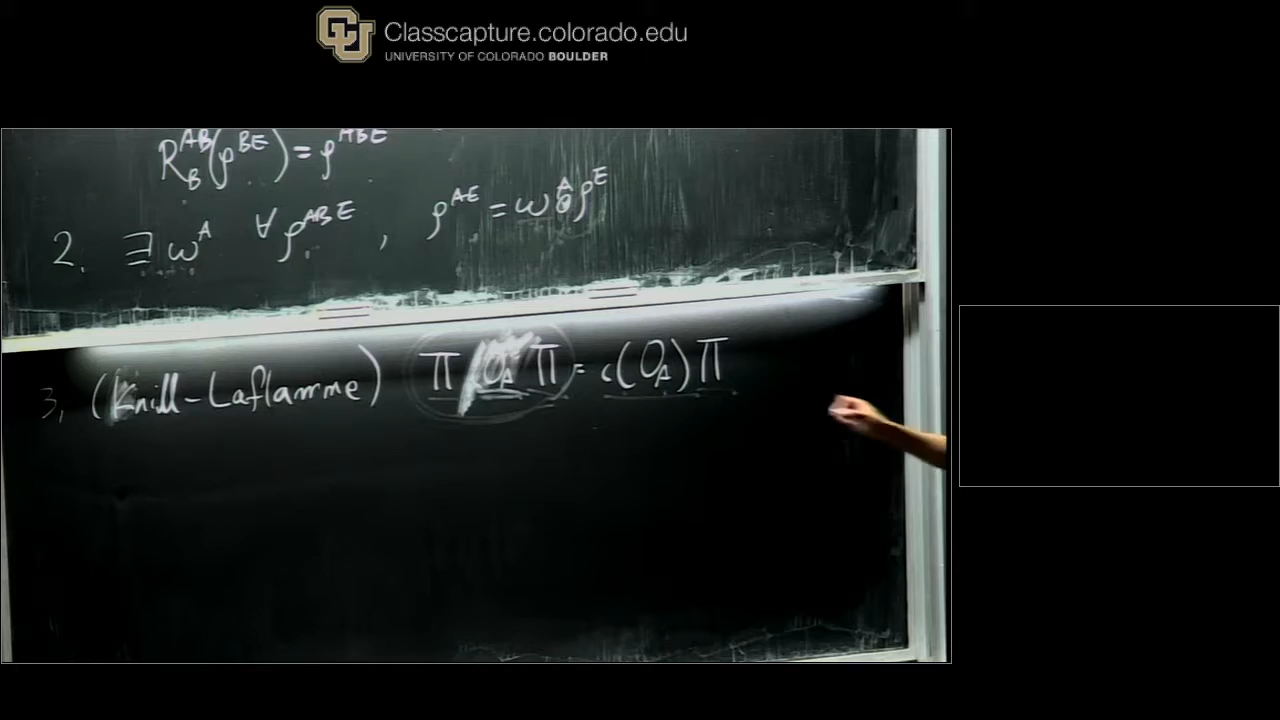 CU Classcapture.colorado.edu
UNIVERSITY OF COLORADO BOULDER
R_B^{AB}(ρ^{BE}) = ρ^{ABE}
2. ∃ ω^A ∀ ρ^{ABE}, ρ^{AE} = ω^A ⊗ ρ^E
3, (Knill-Laflamme) Π O_A Π = c(O_A) Π